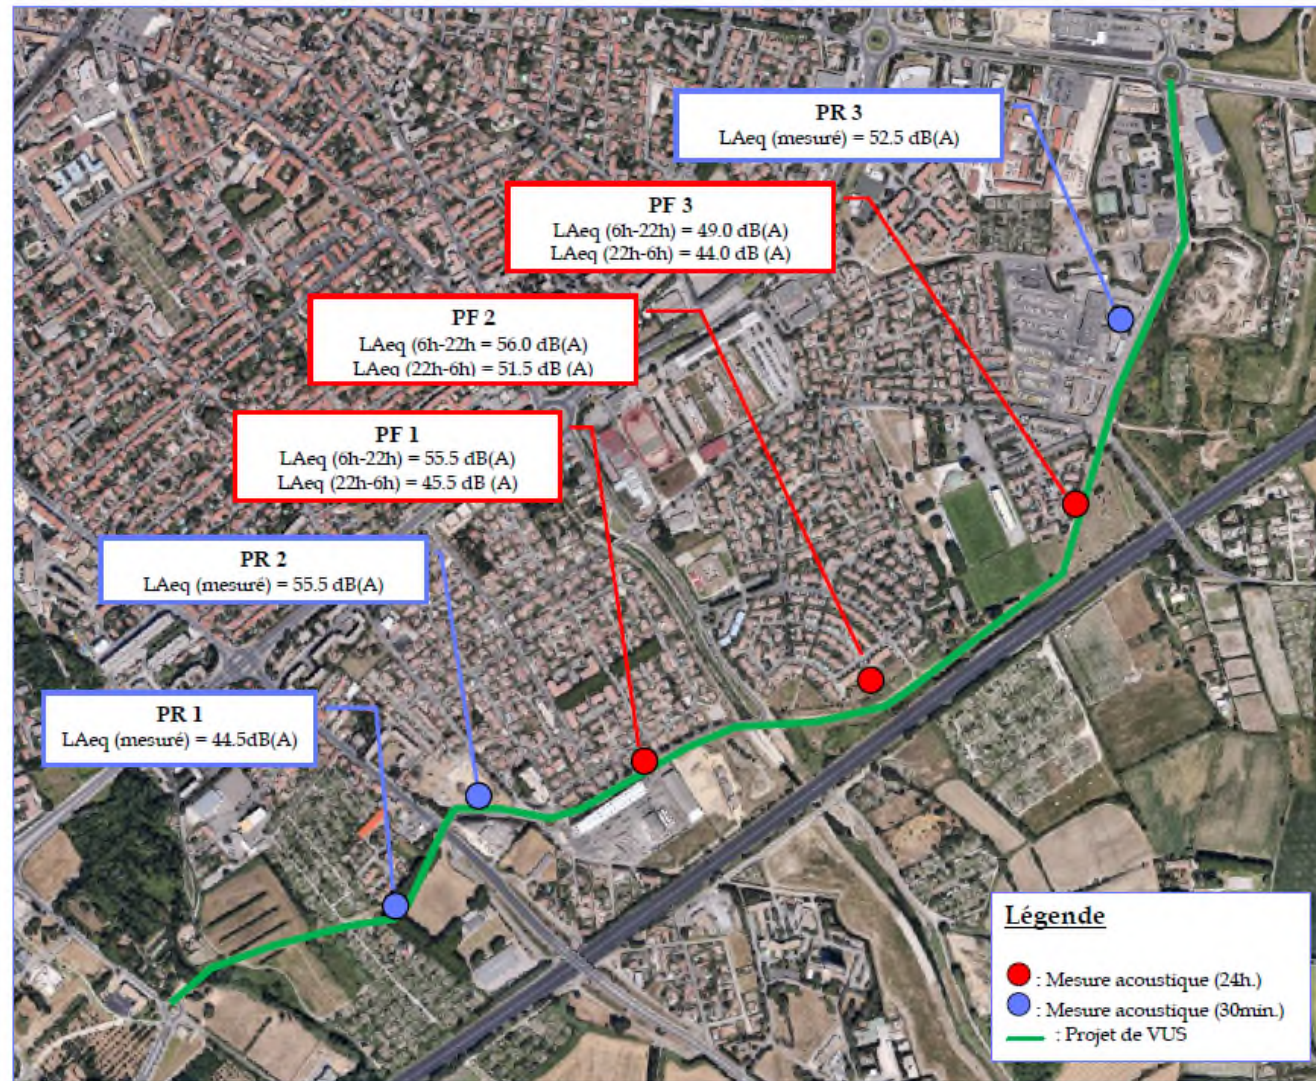 PR 3
LAeq (mesuré) = 52.5 dB(A)
PF 3
LAeq (6h-22h) = 49.0 dB(A)
LAeq (22h-6h) = 44.0 dB (A)
PF 2
LAeq (6h-22h = 56.0 dB(A)
LAeq (22h-6h) = 51.5 dB (A)
PF 1
LAeq (6h-22h) = 55.5 dB(A)
LAeq (22h-6h) = 45.5 dB (A)
PR 2
LAeq (mesuré) = 55.5 dB(A)
PR 1
LAeq (mesuré) = 44.5dB(A)
Légende
: Mesure acoustique (24h.)
: Mesure acoustique (30min.)
: Projet de VUS